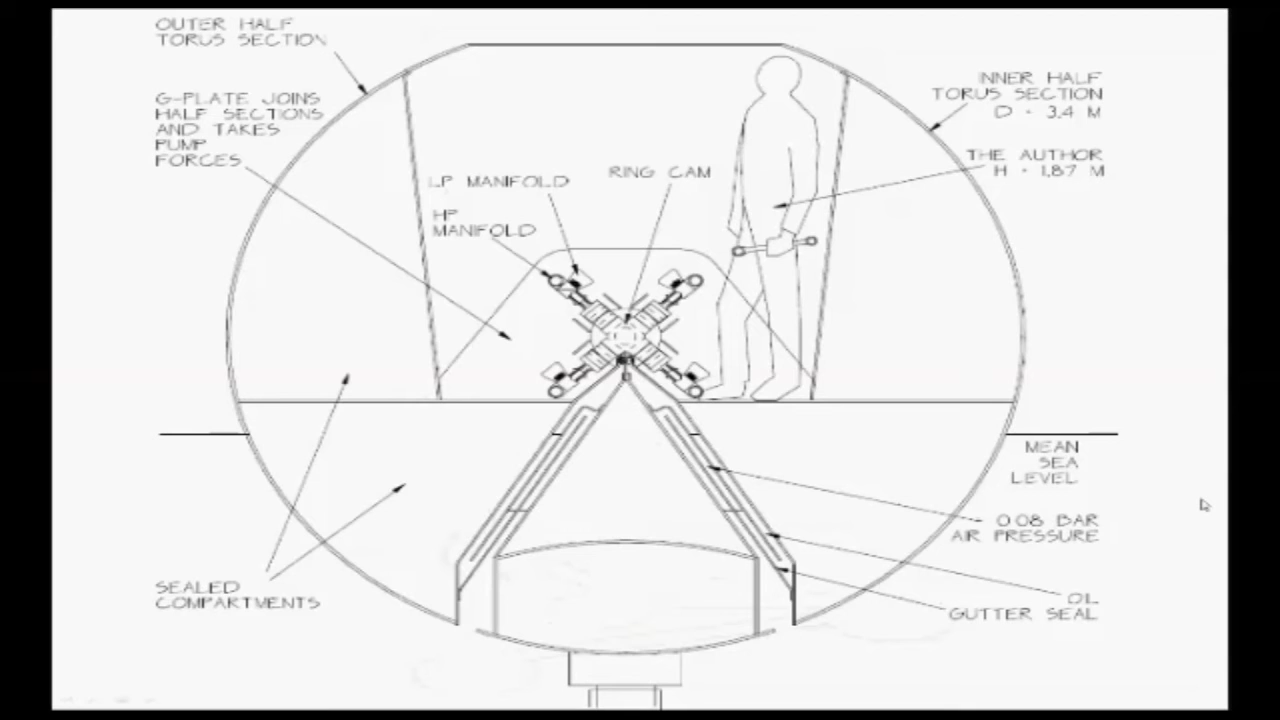 OUTER HALF
TORUS SECTION
G-PLATE JOINS
HALF SECTIONS
AND TAKES
PUMP
FORCES
LP MANIFOLD
HP
MANIFOLD
RING CAM
INNER HALF
TORUS SECTION
D - 3.4 M
THE AUTHOR
H - 1.87 M
MEAN
SEA
LEVEL
0.08 BAR
AIR PRESSURE
OIL
GUTTER SEAL
SEALED
COMPARTMENTS